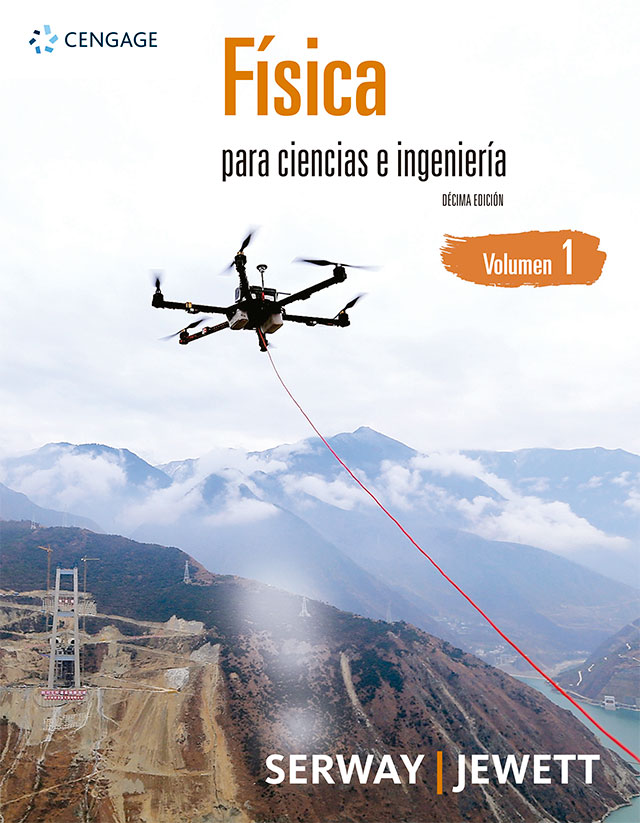 CENGAGE
Física
para ciencias e ingeniería
DÉCIMA EDICIÓN
Volumen 1
SERWAY | JEWETT